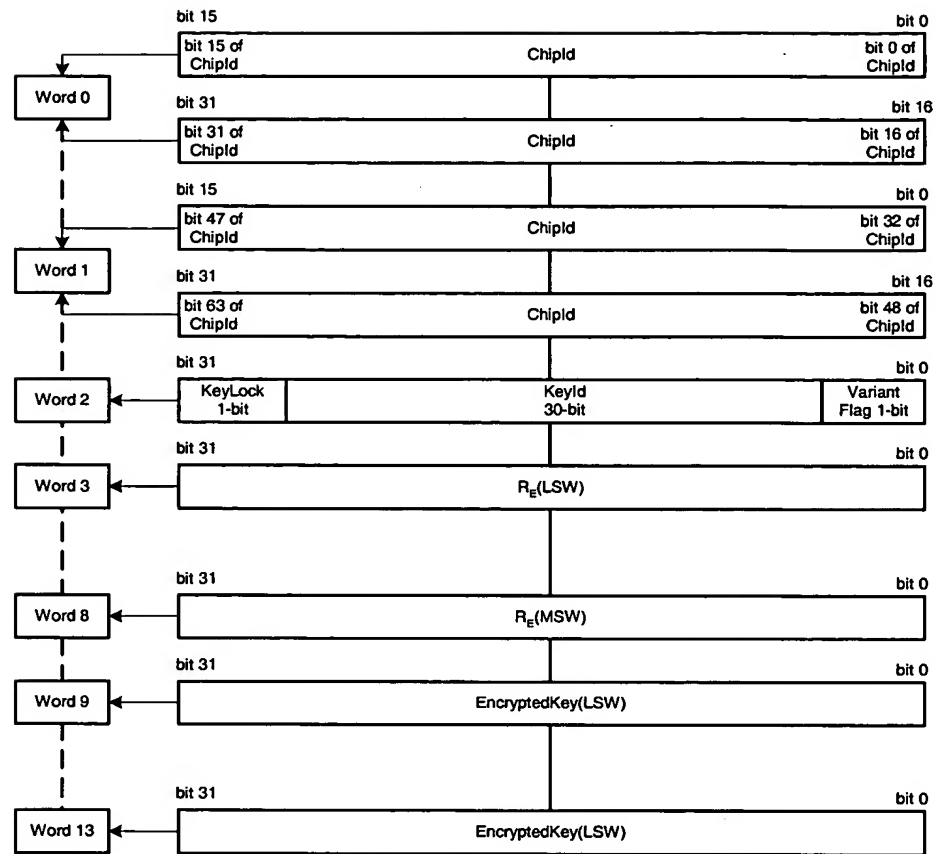 bit 15 bit 0
bit 15 of ChipId bit 0 of
ChipId ChipId
Word 0
bit 31 bit 16
bit 31 of ChipId bit 16 of
ChipId ChipId
bit 15 bit 0
bit 47 of ChipId bit 32 of
ChipId ChipId
Word 1
bit 31 bit 16
bit 63 of ChipId bit 48 of
ChipId ChipId
bit 31 bit 0
Word 2 KeyLock KeyId Variant
1-bit 30-bit Flag 1-bit
bit 31 bit 0
Word 3 R_E(LSW)
bit 31 bit 0
Word 8 R_E(MSW)
bit 31 bit 0
Word 9 EncryptedKey(LSW)
bit 31 bit 0
Word 13 EncryptedKey(LSW)